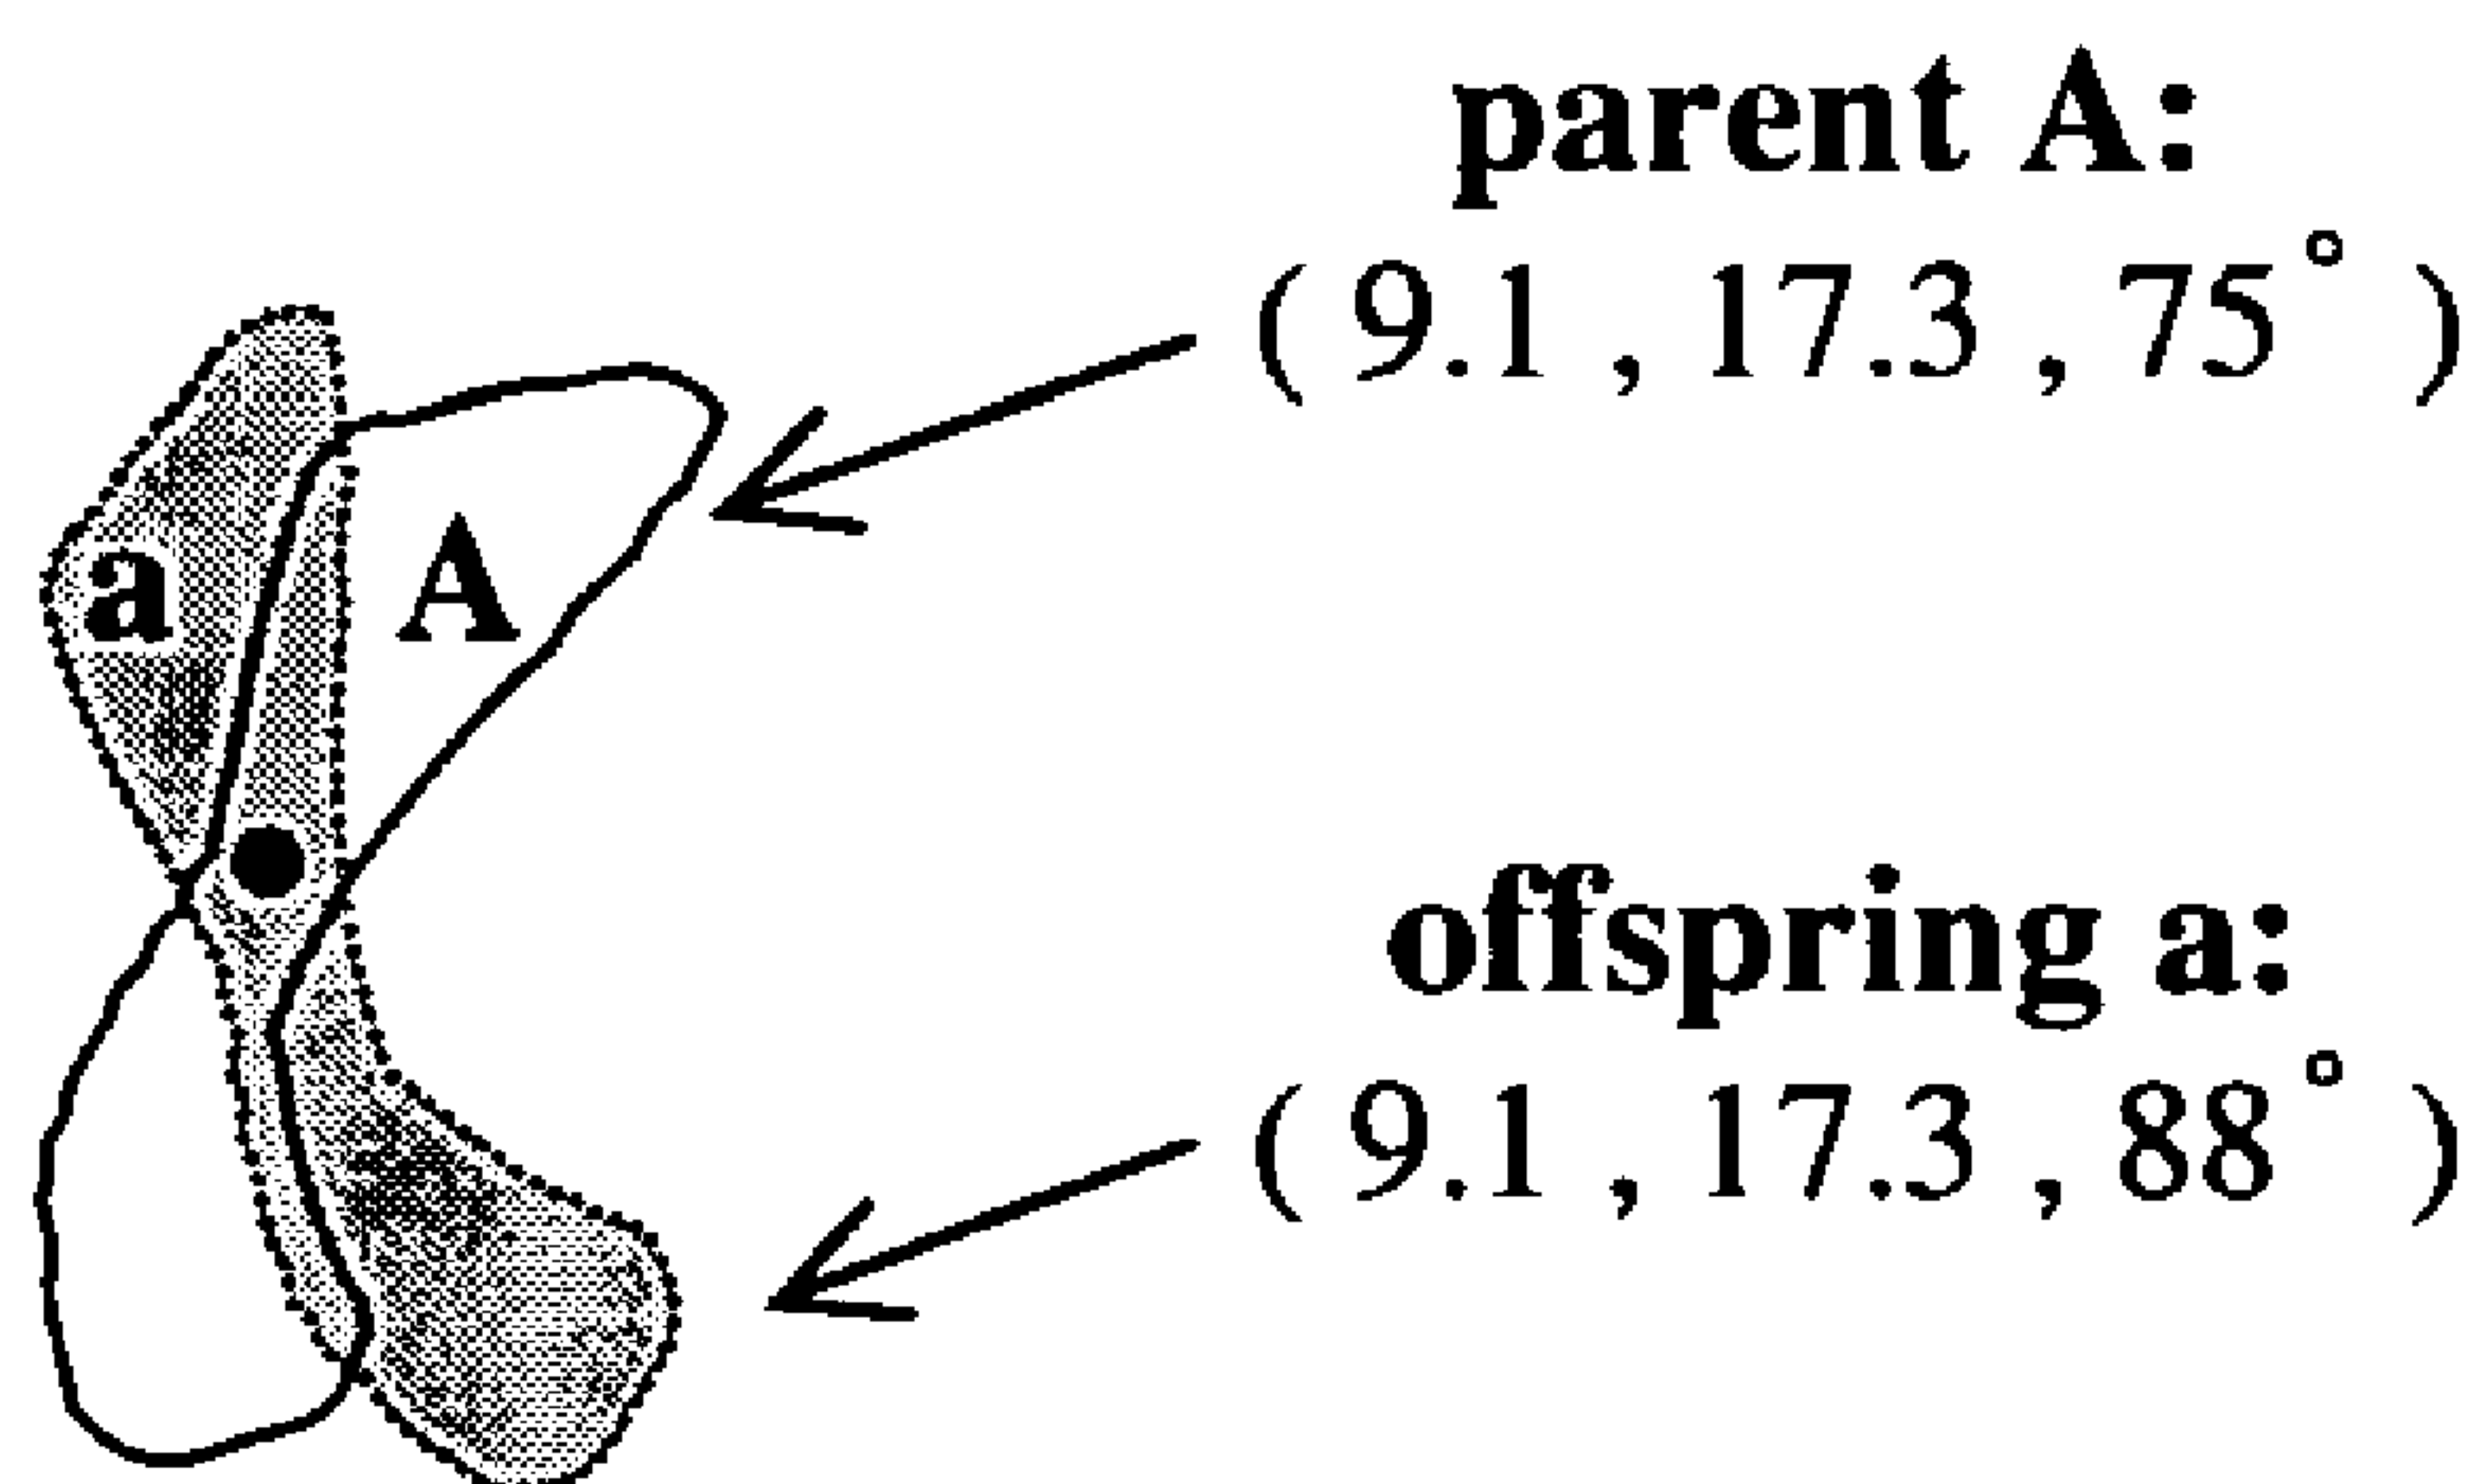 parent A:
( 9.1 , 17.3 , 75° )
a
A
offspring a:
( 9.1 , 17.3 , 88° )